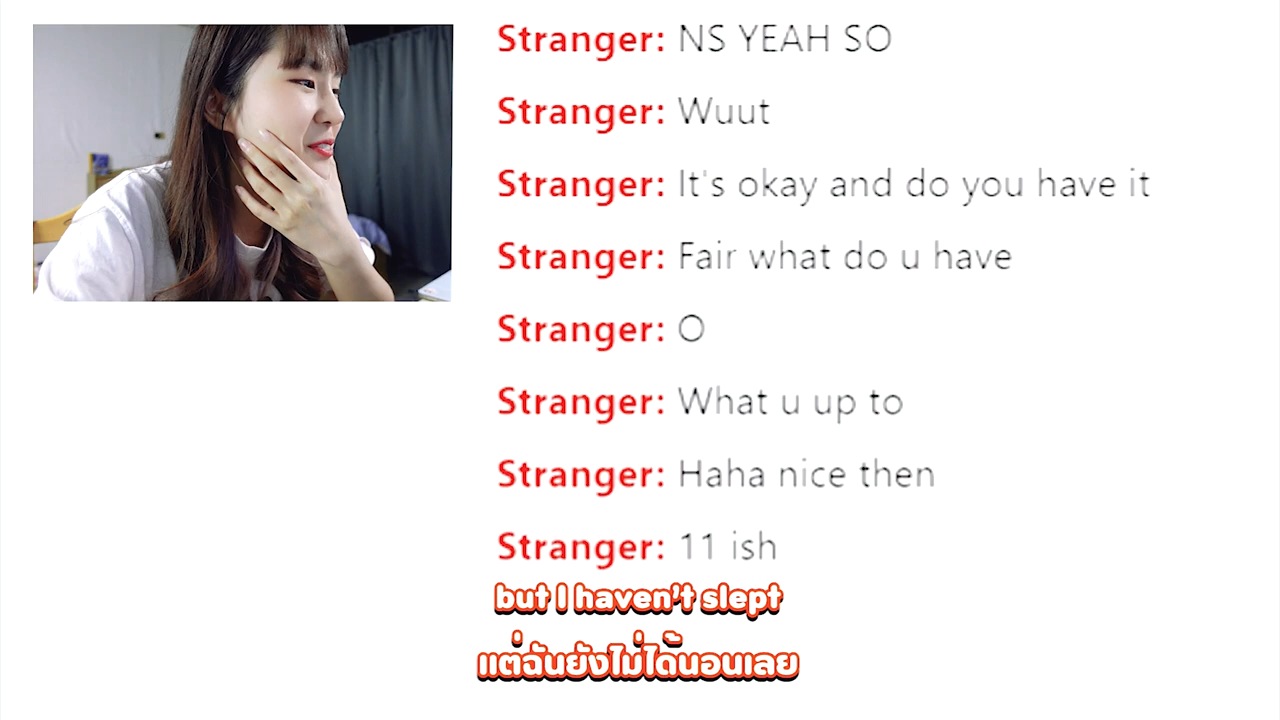 Stranger: NS YEAH SO
Stranger: Wuut
Stranger: It's okay and do you have it
Stranger: Fair what do u have
Stranger: O
Stranger: What u up to
Stranger: Haha nice then
Stranger: 11 ish
but I haven't slept
แต่ฉันยังไม่ได้นอนเลย